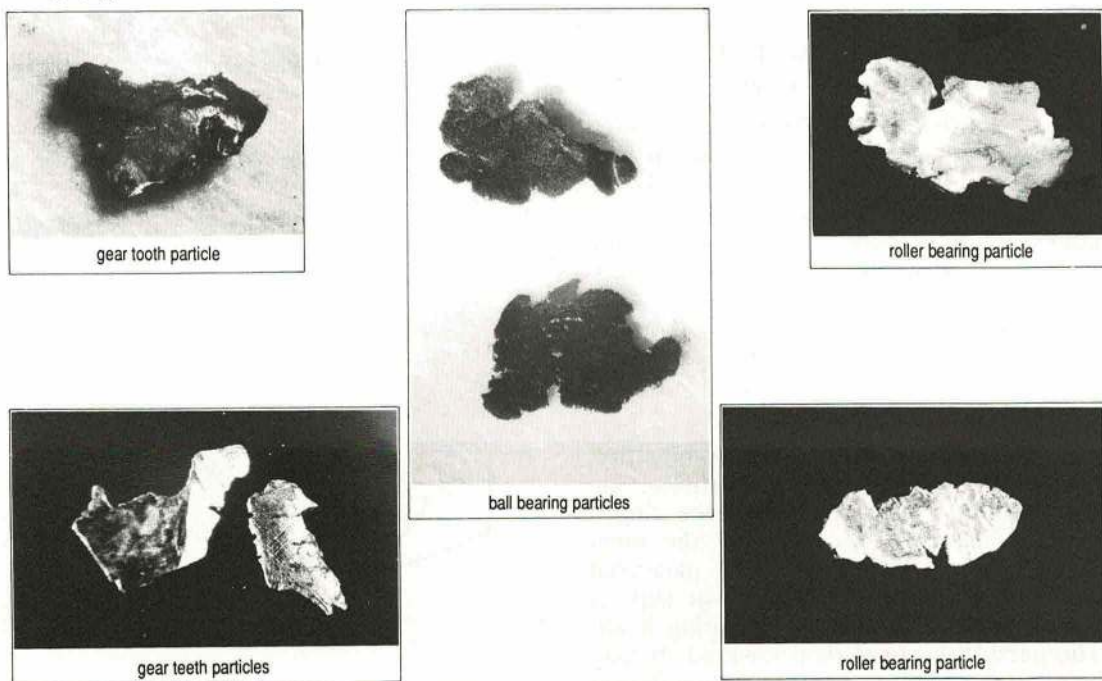 gear tooth particle
roller bearing particle
ball bearing particles
gear teeth particles
roller bearing particle